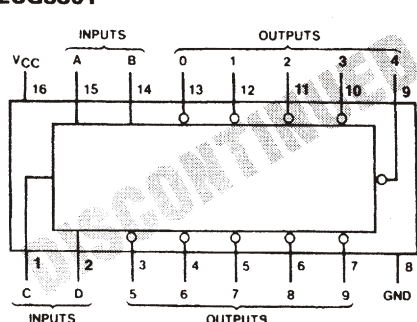 INPUTS OUTPUTS
VCC A B 0 1 2 3 4
16 15 14 13 12 11 10 9
DISCONTINUED
1 2 3 4 5 6 7 8
C D 5 6 7 8 9 GND
INPUTS OUTPUTS